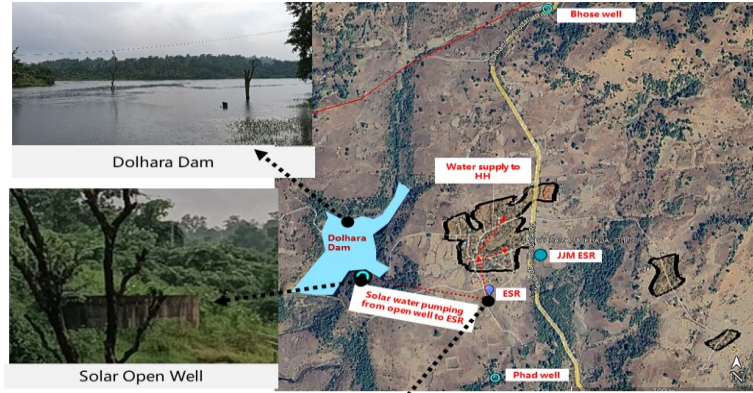 Bhose well
Dolhara Dam
Water supply to
HH
Dolhara
Dam
JJM ESR
Solar water pumping
from open well to ESR
ESR
Phad well
Solar Open Well
N